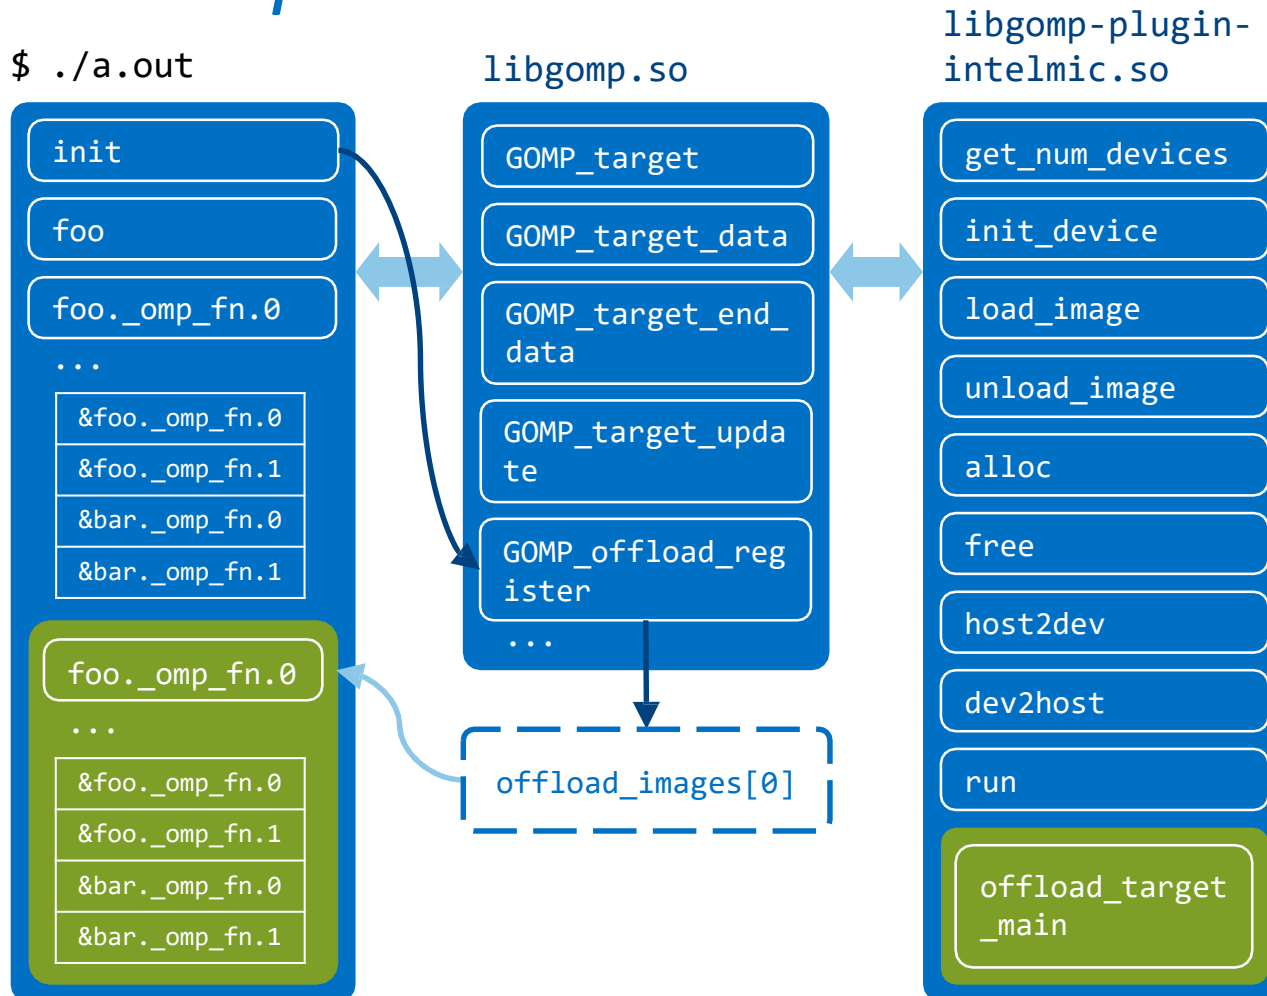 $ ./a.out
init
foo
foo._omp_fn.0
...
&foo._omp_fn.0
&foo._omp_fn.1
&bar._omp_fn.0
&bar._omp_fn.1
foo._omp_fn.0
...
&foo._omp_fn.0
&foo._omp_fn.1
&bar._omp_fn.0
&bar._omp_fn.1
libgomp.so
GOMP_target
GOMP_target_data
GOMP_target_end_
data
GOMP_target_upda
te
GOMP_offload_reg
ister
...
offload_images[0]
libgomp-plugin-
intelmic.so
get_num_devices
init_device
load_image
unload_image
alloc
free
host2dev
dev2host
run
offload_target
_main